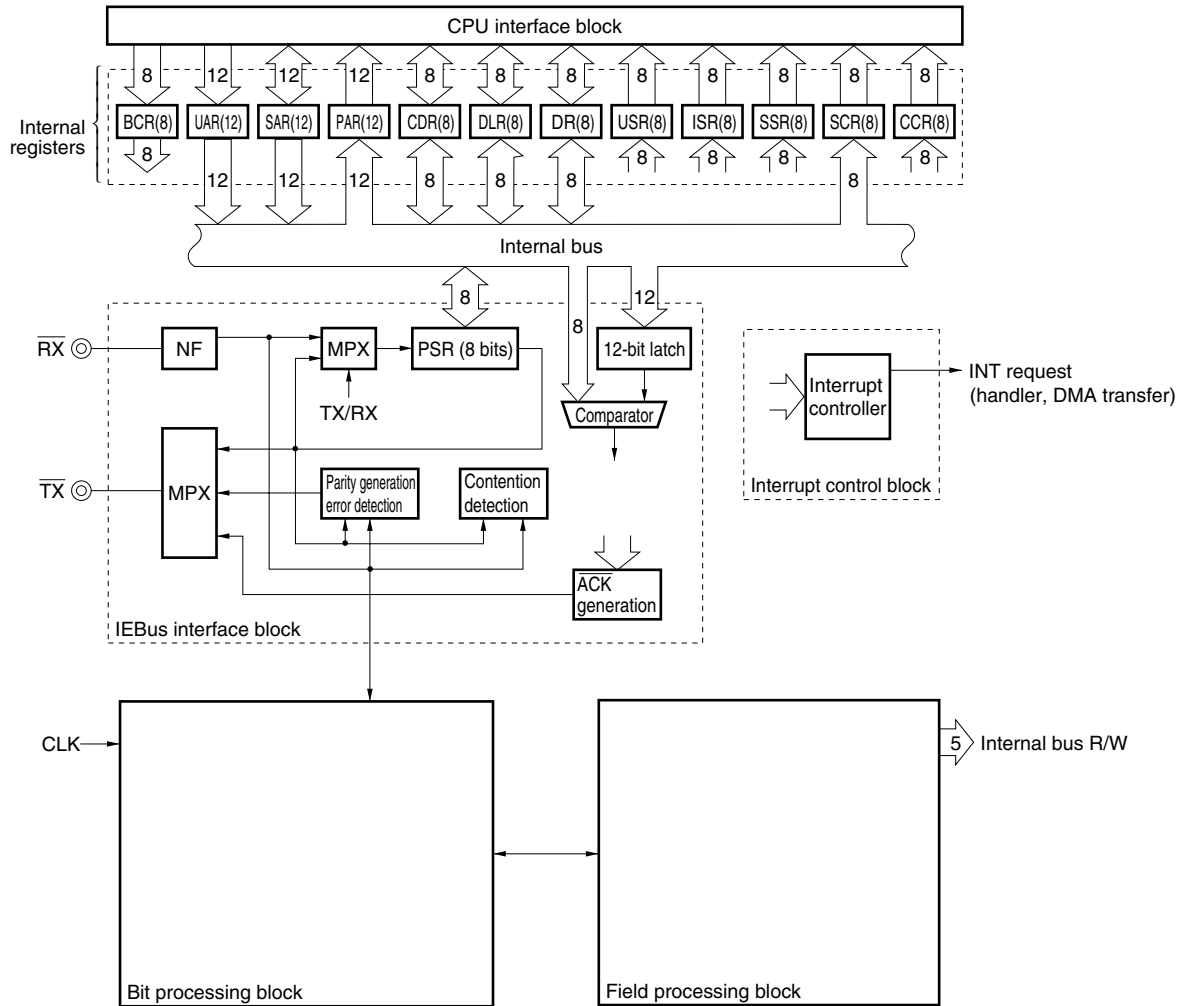 CPU interface block
8 12 12 12 8 8 8 8 8 8 8 8
Internal
registers
BCR(8) UAR(12) SAR(12) PAR(12) CDR(8) DLR(8) DR(8) USR(8) ISR(8) SSR(8) SCR(8) CCR(8)
8 8 8 8 8
12 12 12 8 8 8 8
Internal bus
8 8 12
RX NF MPX PSR (8 bits) 12-bit latch
TX/RX
Comparator
Interrupt
controller
INT request
(handler, DMA transfer)
Interrupt control block
TX MPX
Parity generation
error detection
Contention
detection
ACK
generation
IEBus interface block
CLK
5 Internal bus R/W
Bit processing block
Field processing block